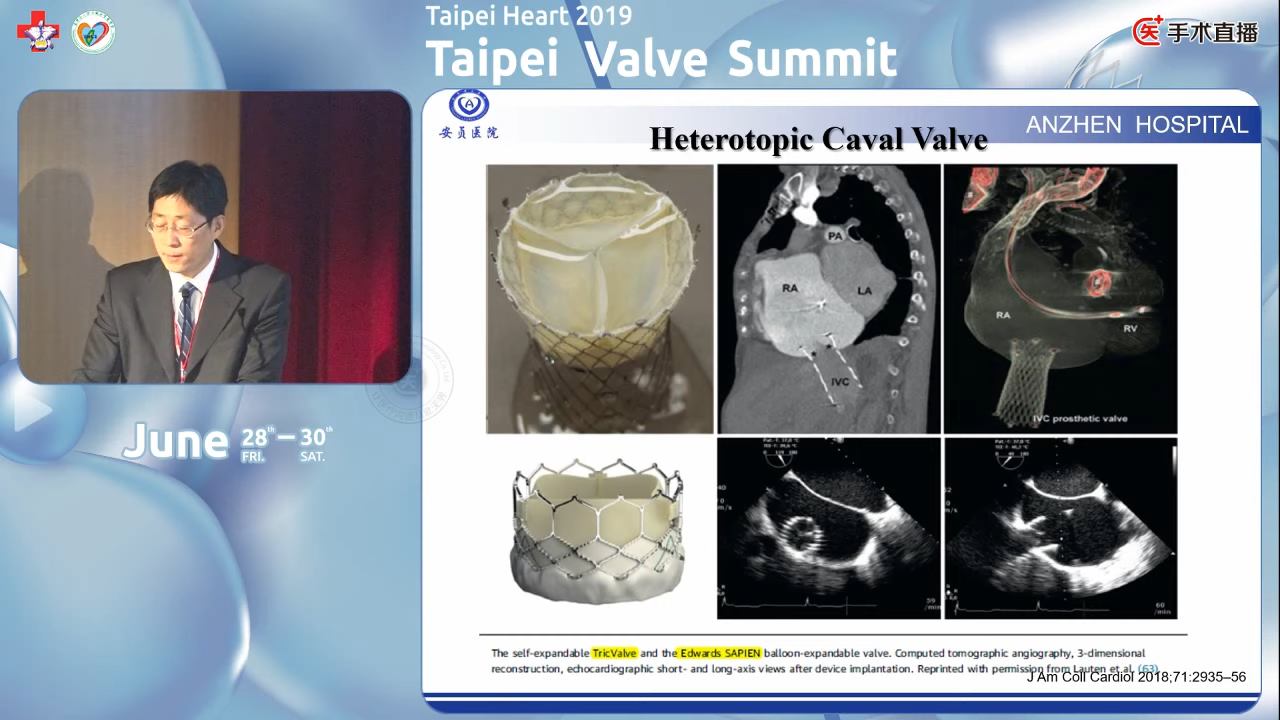 Taipei Heart 2019
Taipei Valve Summit
手术直播
安贞医院
ANZHEN HOSPITAL
Heterotopic Caval Valve
PA
RA
LA
IVC
RA
RV
IVC prosthetic valve
June 28th — 30th
FRI. SAT.
The self-expandable TricValve and the Edwards SAPIEN balloon-expandable valve. Computed tomographic angiography, 3-dimensional
reconstruction, echocardiographic short- and long-axis views after device implantation. Reprinted with permission from Lauten et al. (63).
J Am Coll Cardiol 2018;71:2935–56